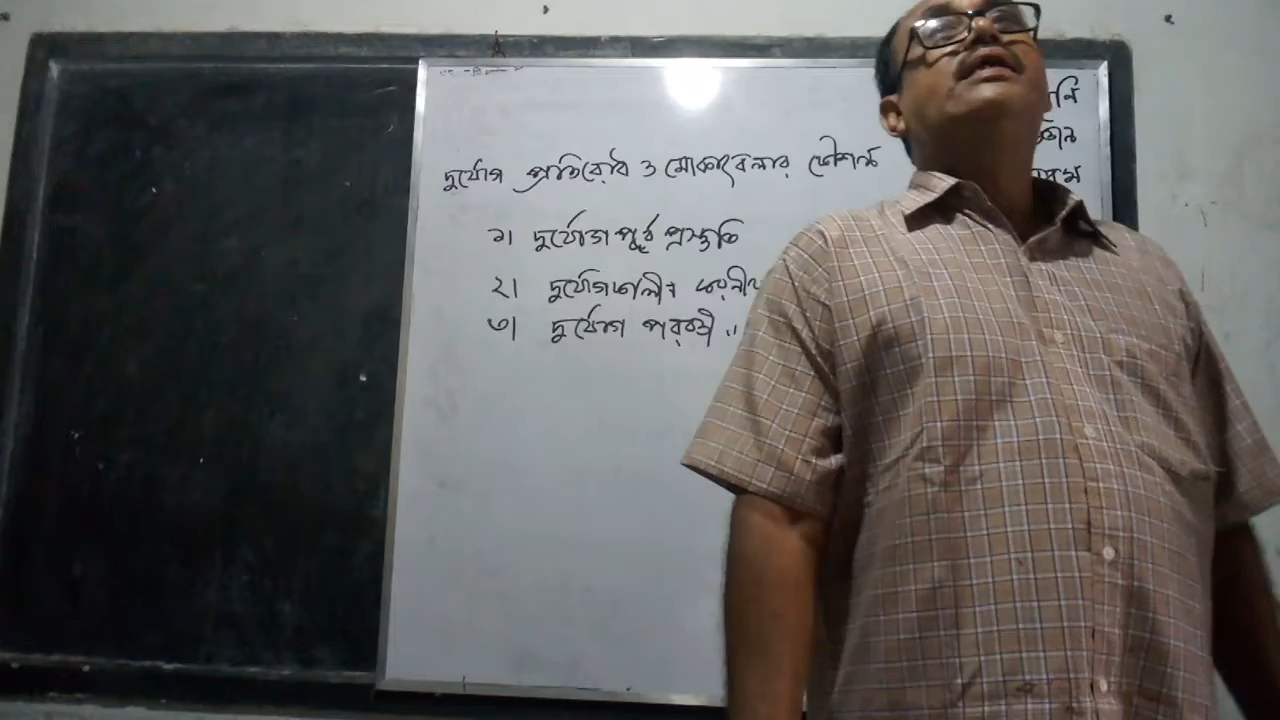 দুর্যোগ প্রতিরোধ ও মোকাবেলার কৌশল
১। দুর্যোগ পূর্ব প্রস্তুতি
২। দুর্যোগকালীন
৩। দুর্যোগ পরবর্তী "